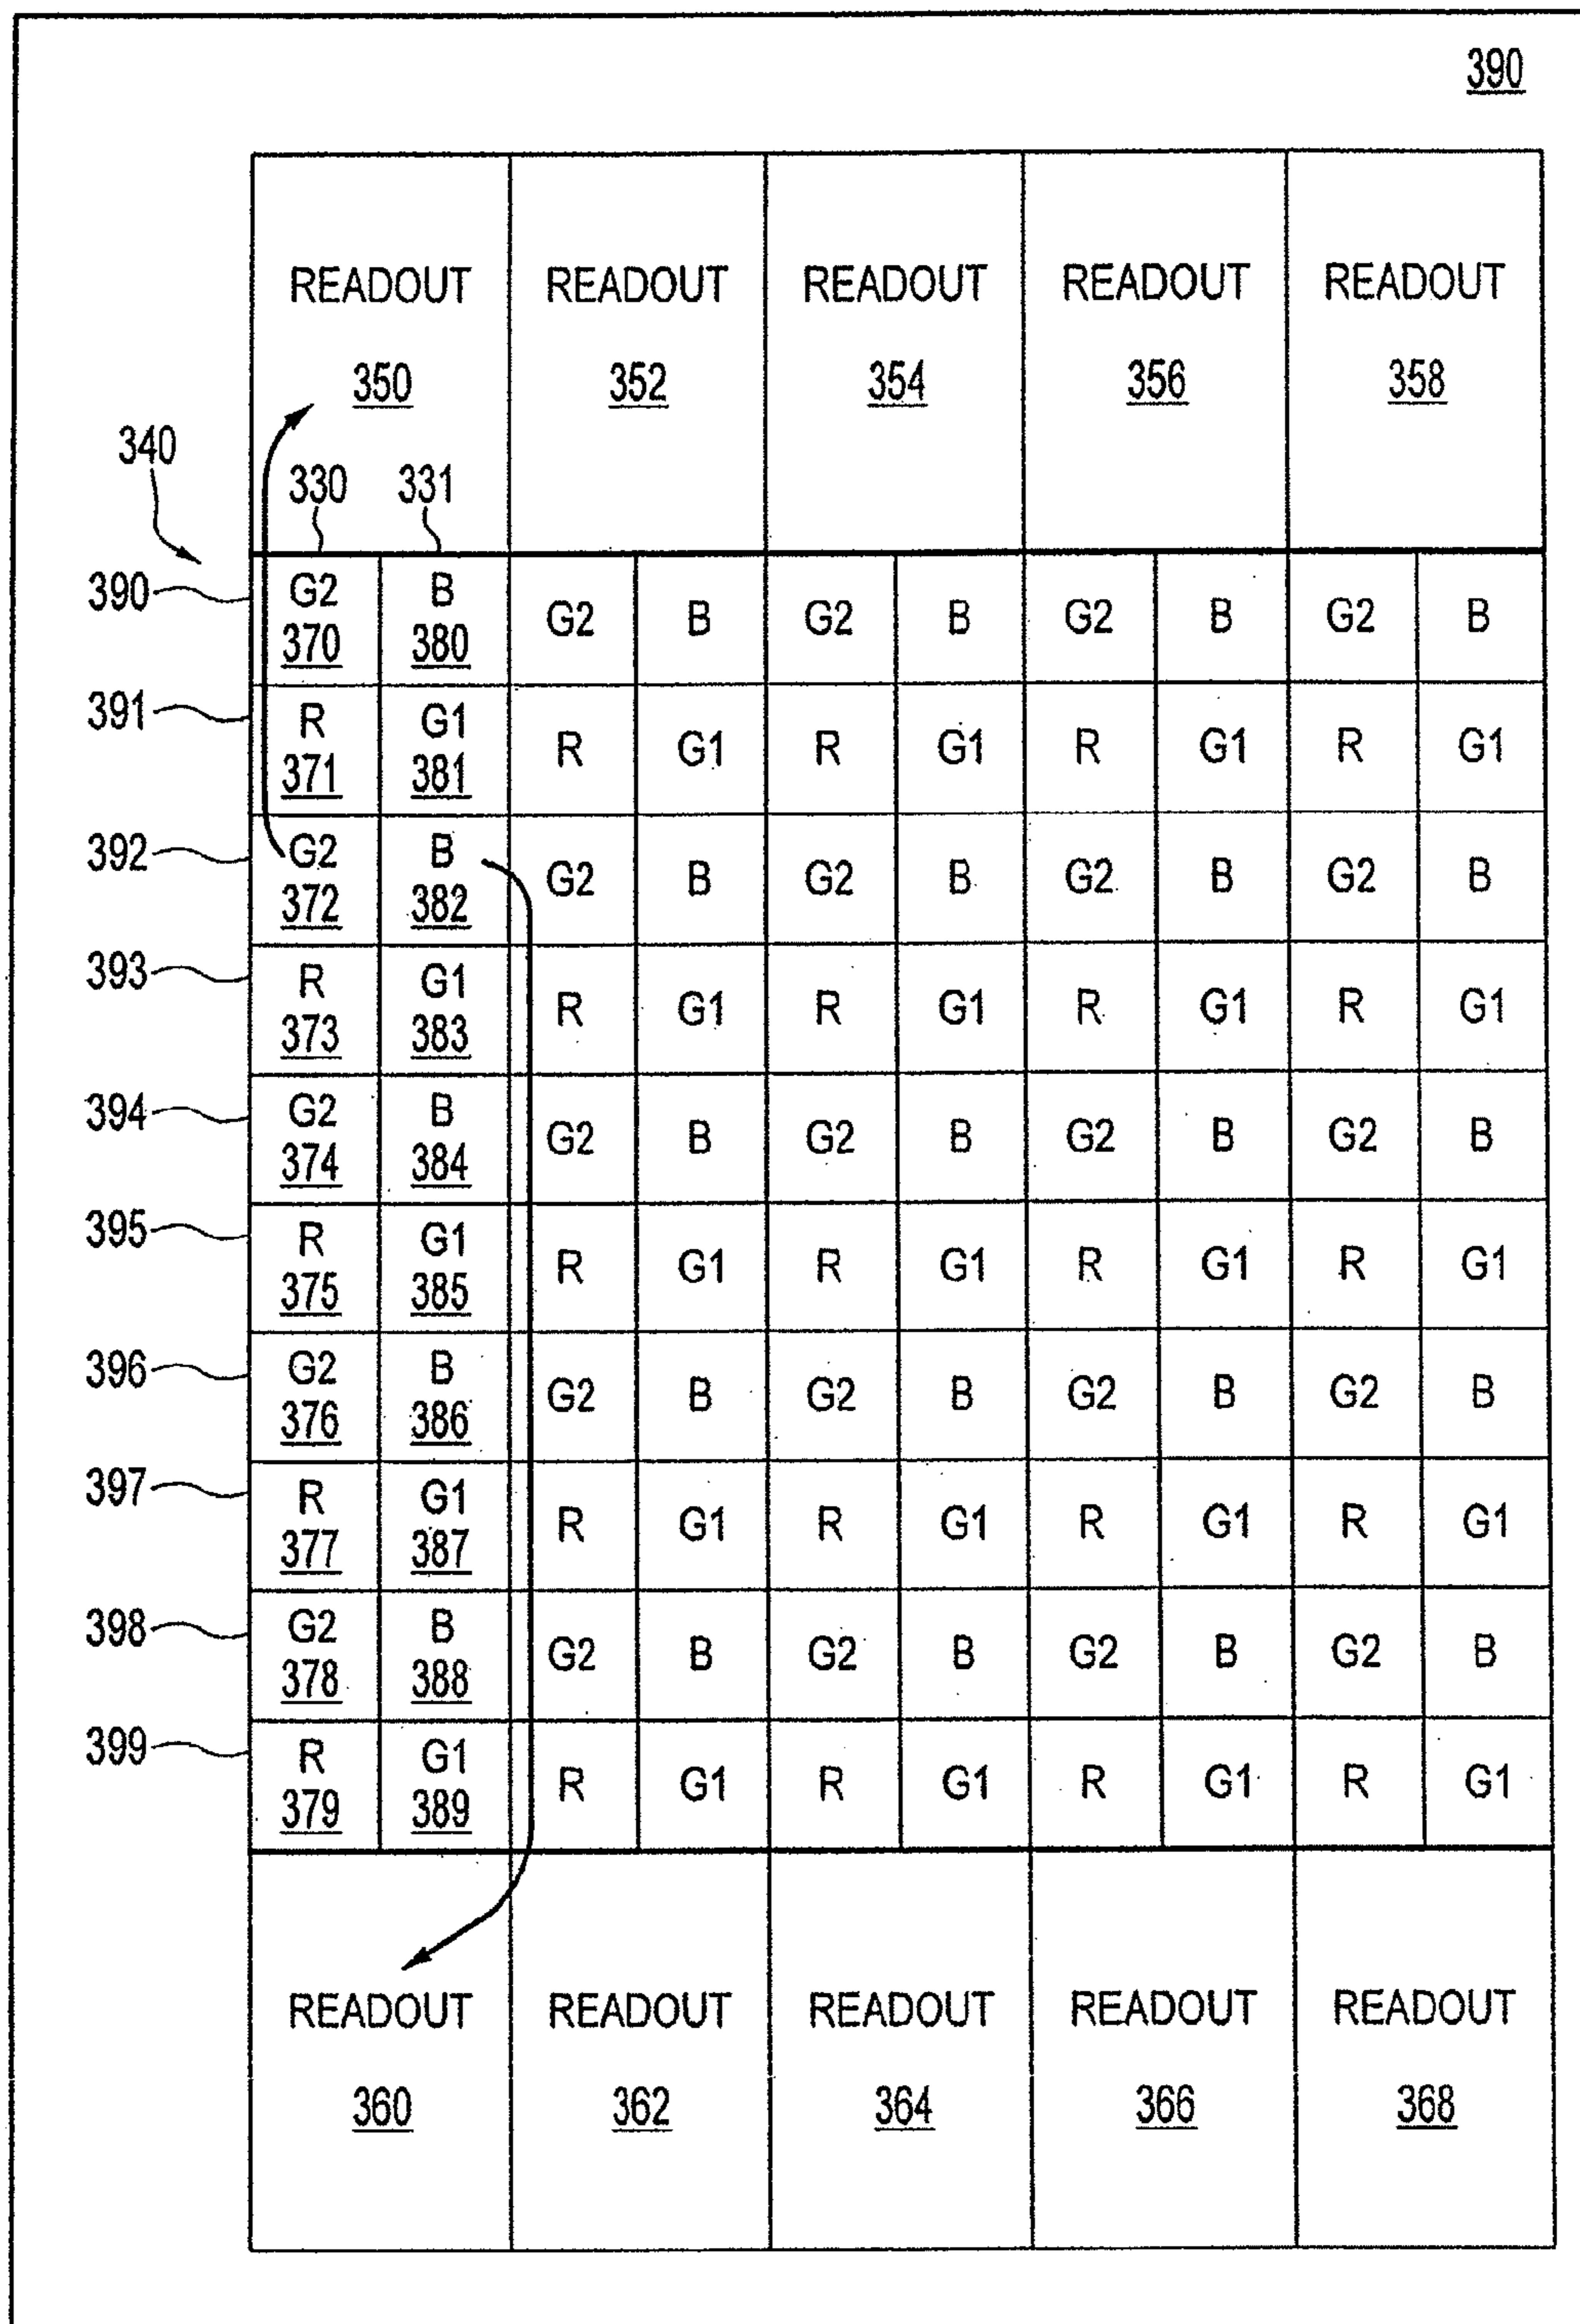 390
READOUT READOUT READOUT READOUT READOUT
350 352 354 356 358
340
330 331
390 G2 B G2 B G2 B G2 B G2 B
370 380
391 R G1 R G1 R G1 R G1 R G1
371 381
392 G2 B G2 B G2 B G2 B G2 B
372 382
393 R G1 R G1 R G1 R G1 R G1
373 383
394 G2 B G2 B G2 B G2 B G2 B
374 384
395 R G1 R G1 R G1 R G1 R G1
375 385
396 G2 B G2 B G2 B G2 B G2 B
376 386
397 R G1 R G1 R G1 R G1 R G1
377 387
398 G2 B G2 B G2 B G2 B G2 B
378 388
399 R G1 R G1 R G1 R G1 R G1
379 389
READOUT READOUT READOUT READOUT READOUT
360 362 364 366 368